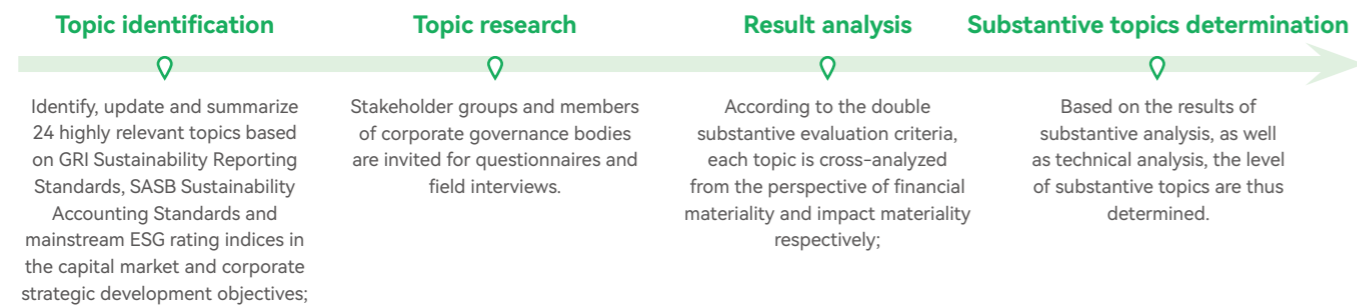 Topic identification
Identify, update and summarize
24 highly relevant topics based
on GRI Sustainability Reporting
Standards, SASB Sustainability
Accounting Standards and
mainstream ESG rating indices in
the capital market and corporate
strategic development objectives;
Topic research
Stakeholder groups and members
of corporate governance bodies
are invited for questionnaires and
field interviews.
Result analysis
According to the double
substantive evaluation criteria,
each topic is cross-analyzed
from the perspective of financial
materiality and impact materiality
respectively;
Substantive topics determination
Based on the results of
substantive analysis, as well
as technical analysis, the level
of substantive topics are thus
determined.